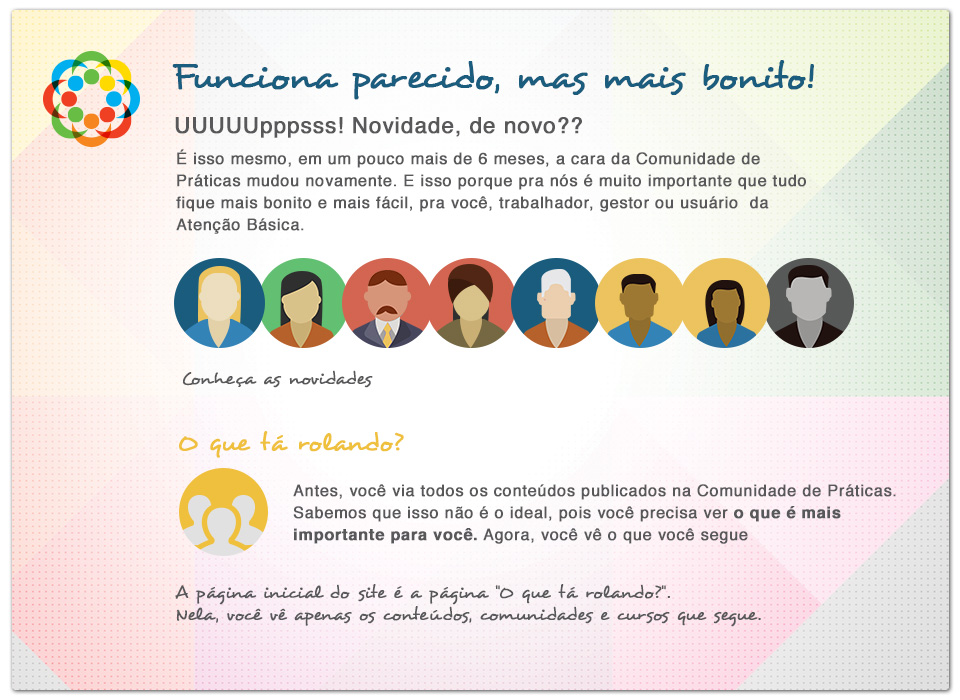 Funciona parecido, mas mais bonito!
UUUUUpppsss! Novidade, de novo??
É isso mesmo, em um pouco mais de 6 meses, a cara da Comunidade de
Práticas mudou novamente. E isso porque pra nós é muito importante que tudo
fique mais bonito e mais fácil, pra você, trabalhador, gestor ou usuário da
Atenção Básica.
Conheça as novidades
O que tá rolando?
Antes, você via todos os conteúdos publicados na Comunidade de Práticas.
Sabemos que isso não é o ideal, pois você precisa ver o que é mais
importante para você. Agora, você vê o que você segue
A página inicial do site é a página "O que tá rolando?".
Nela, você vê apenas os conteúdos, comunidades e cursos que segue.